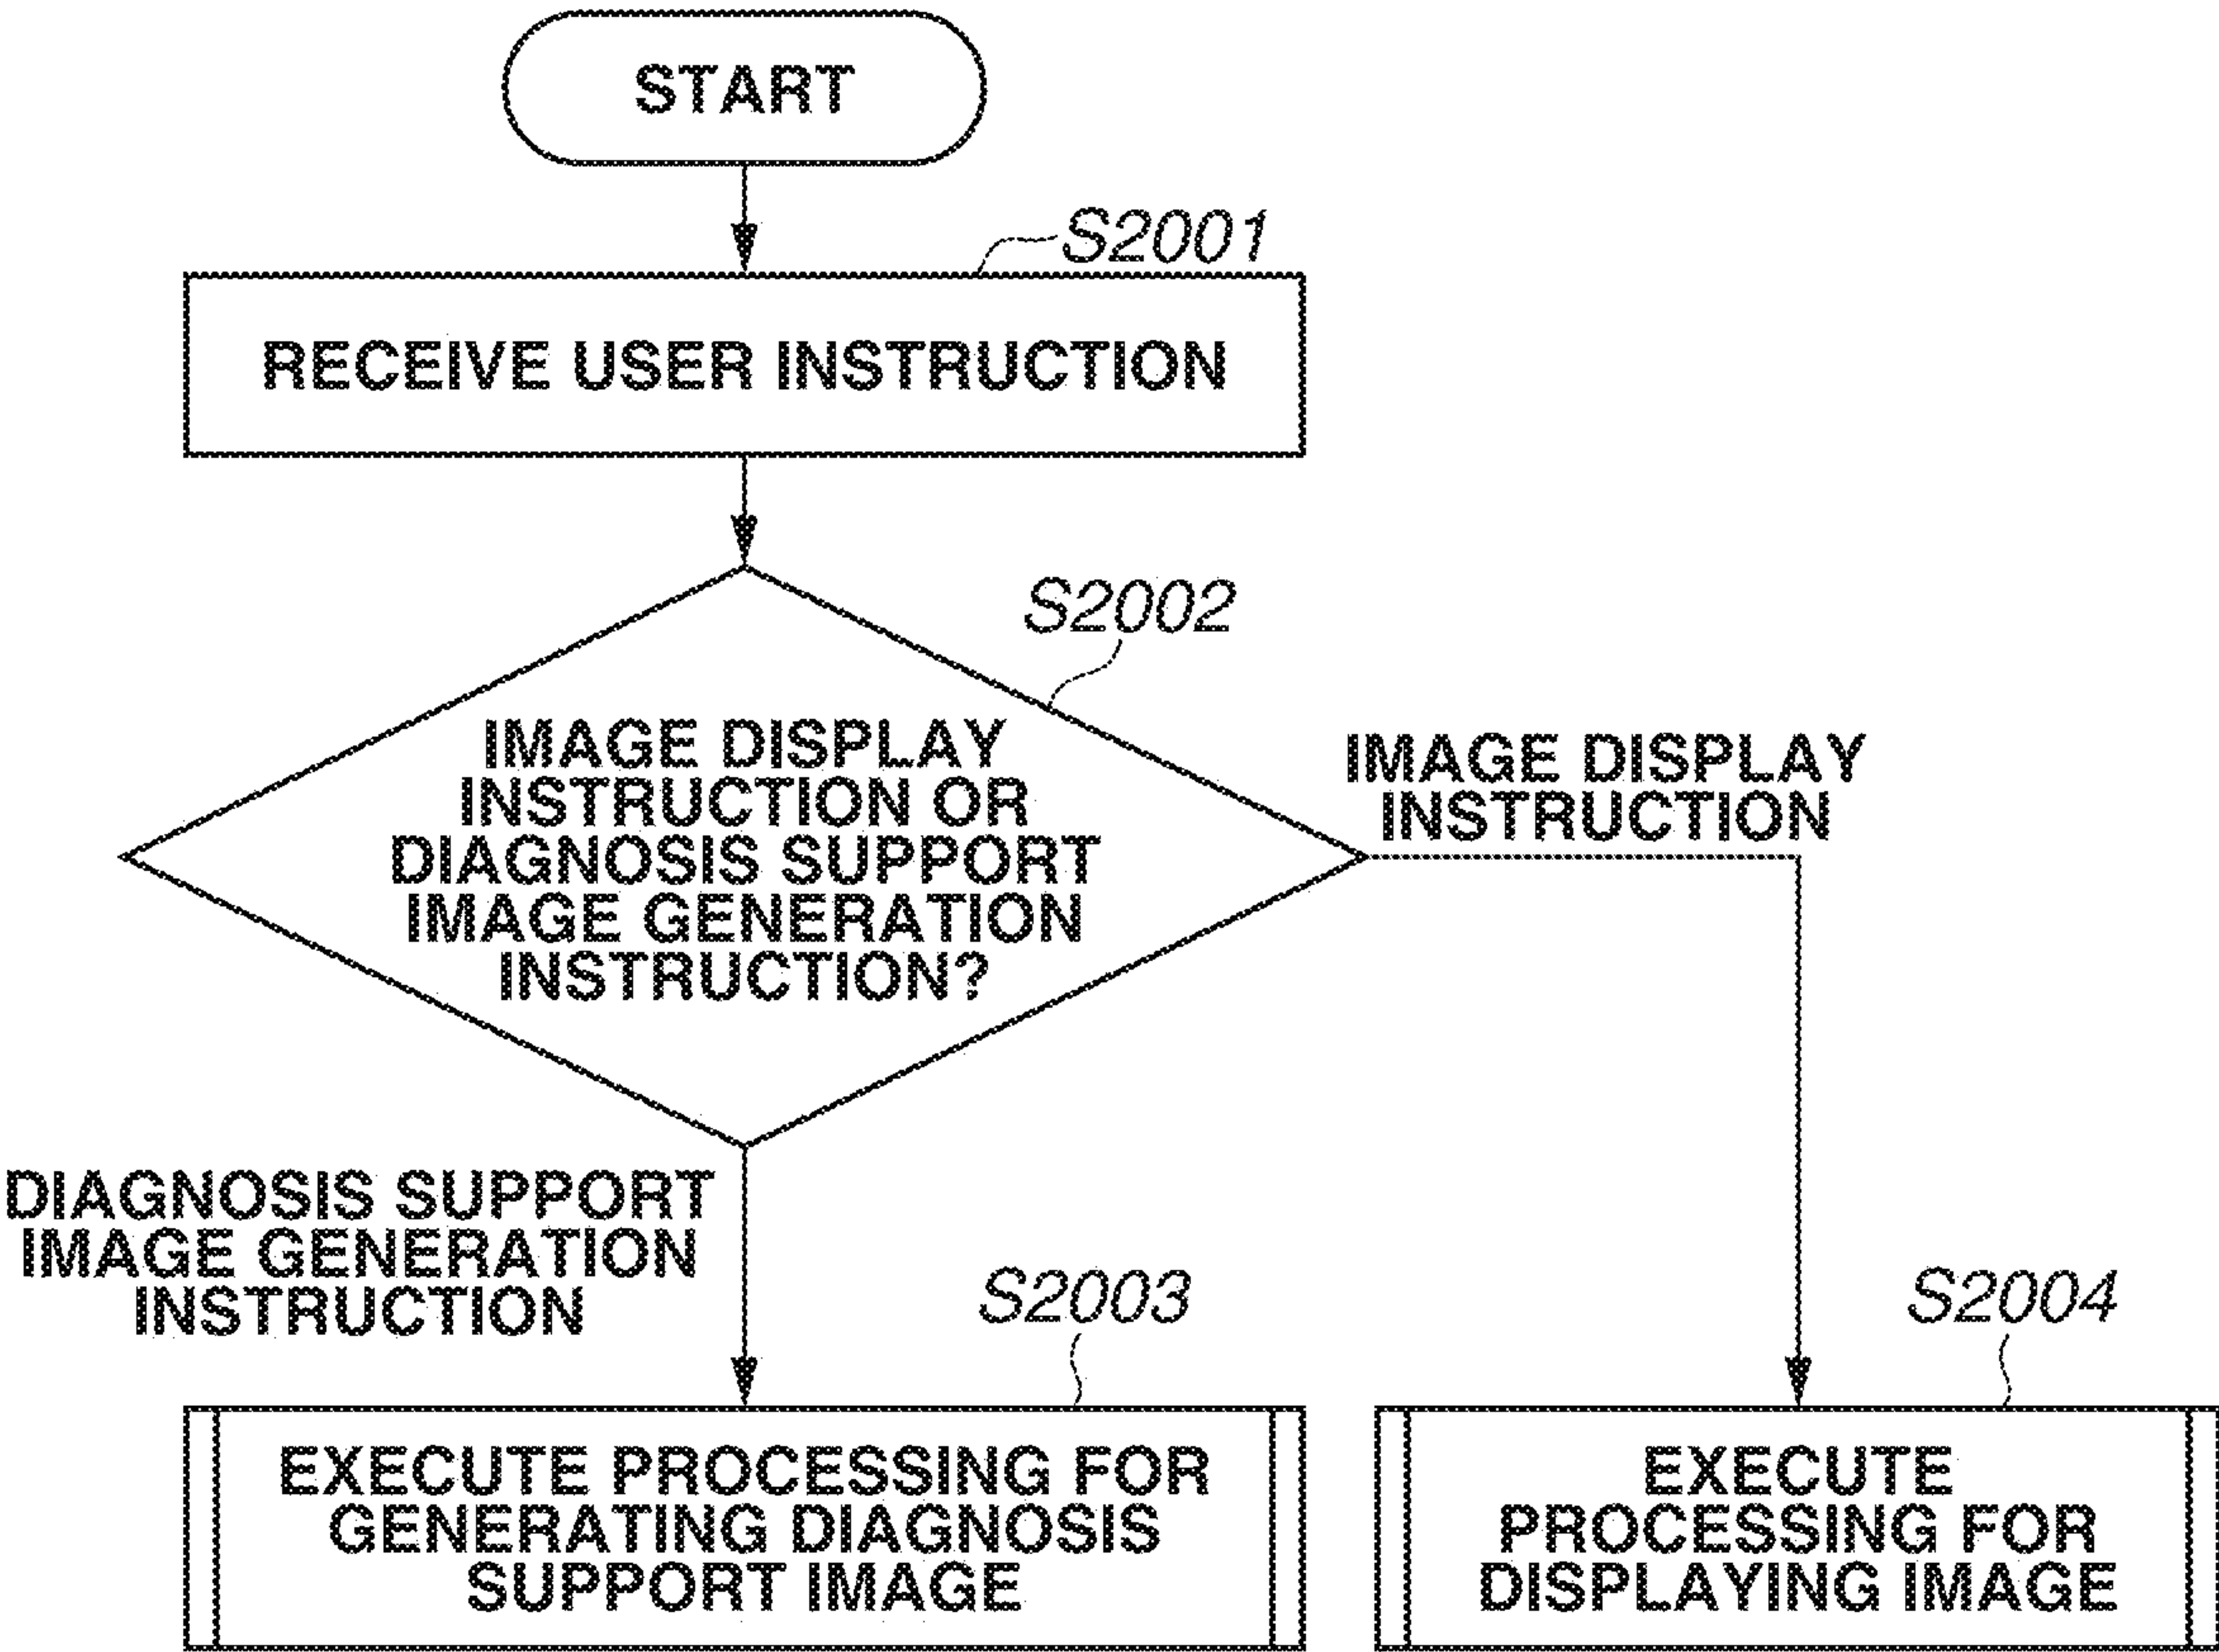 START
S2001
RECEIVE USER INSTRUCTION
S2002
IMAGE DISPLAY
INSTRUCTION OR
DIAGNOSIS SUPPORT
IMAGE GENERATION
INSTRUCTION?
IMAGE DISPLAY
INSTRUCTION
DIAGNOSIS SUPPORT
IMAGE GENERATION
INSTRUCTION
S2003
EXECUTE PROCESSING FOR
GENERATING DIAGNOSIS
SUPPORT IMAGE
S2004
EXECUTE
PROCESSING FOR
DISPLAYING IMAGE